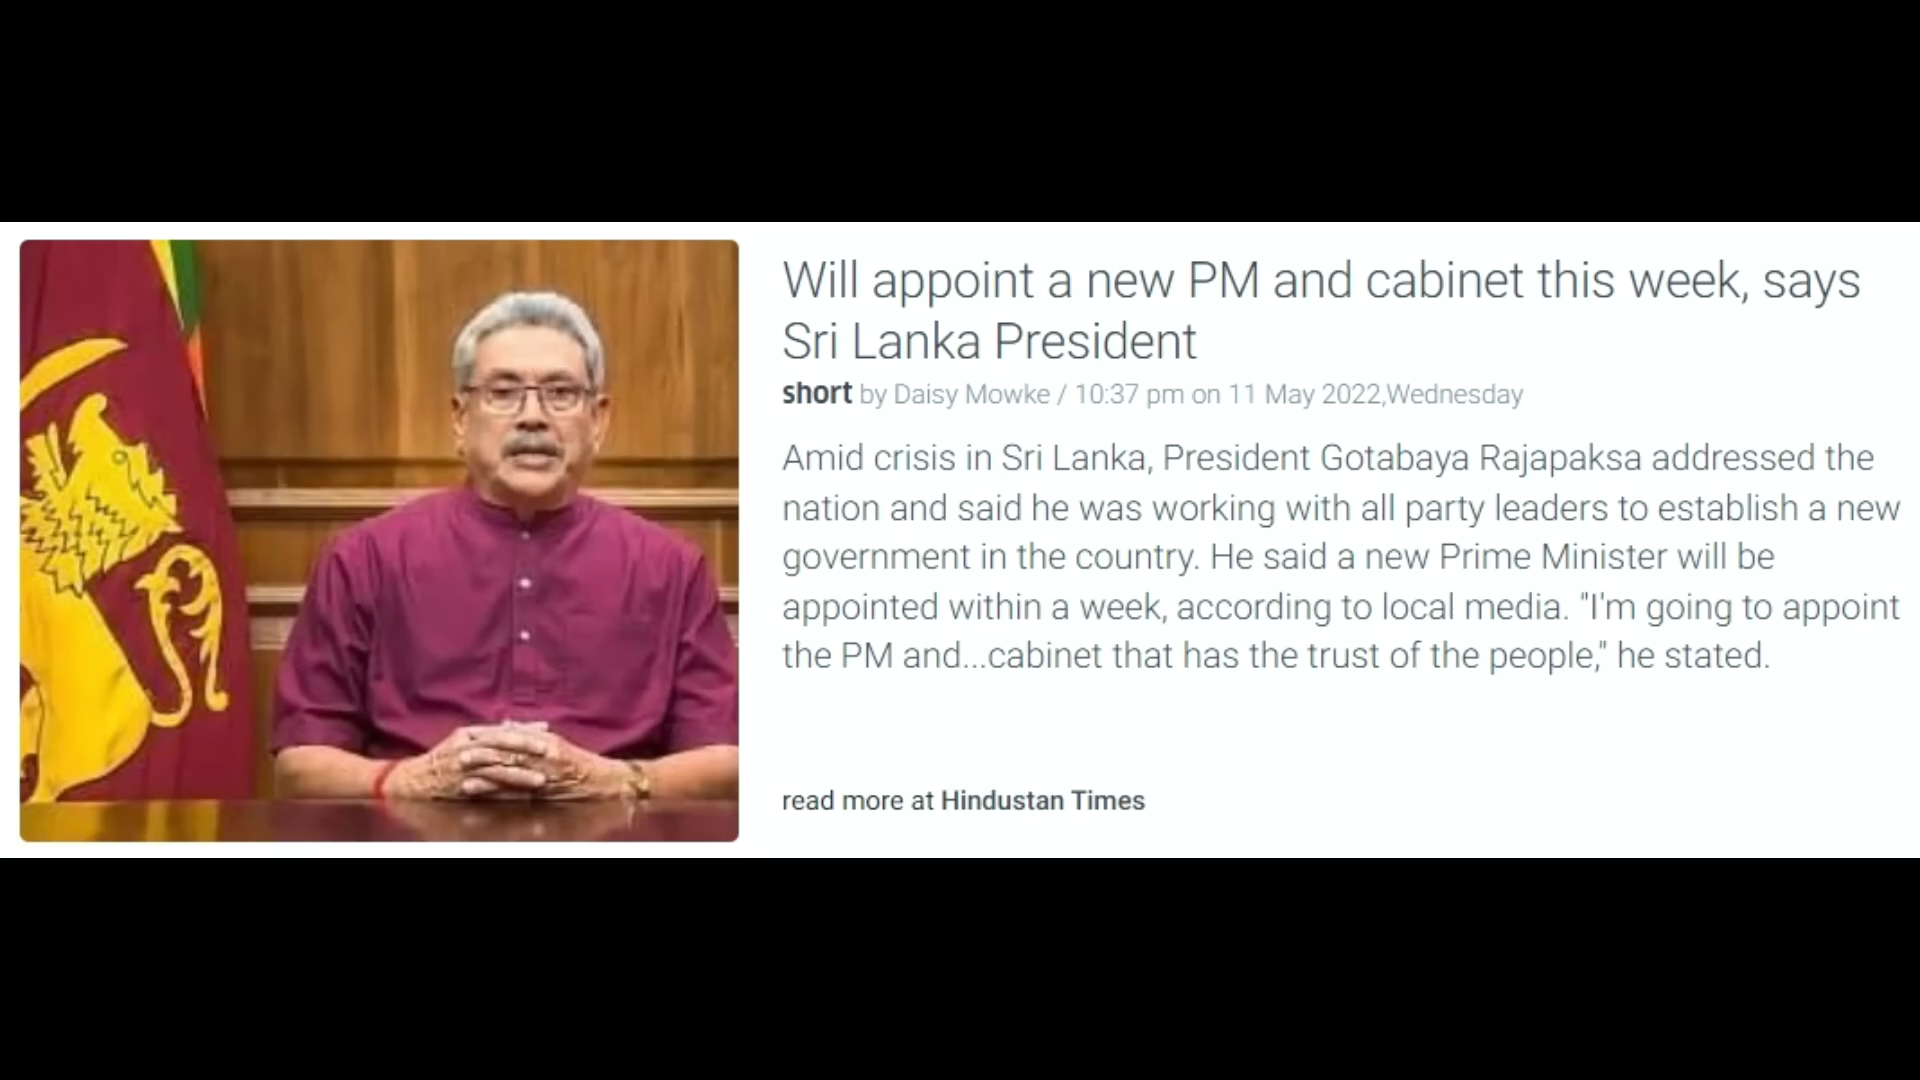 Will appoint a new PM and cabinet this week, says
Sri Lanka President
short by Daisy Mowke / 10:37 pm on 11 May 2022,Wednesday
Amid crisis in Sri Lanka, President Gotabaya Rajapaksa addressed the
nation and said he was working with all party leaders to establish a new
government in the country. He said a new Prime Minister will be
appointed within a week, according to local media. "I'm going to appoint
the PM and...cabinet that has the trust of the people," he stated.
read more at Hindustan Times